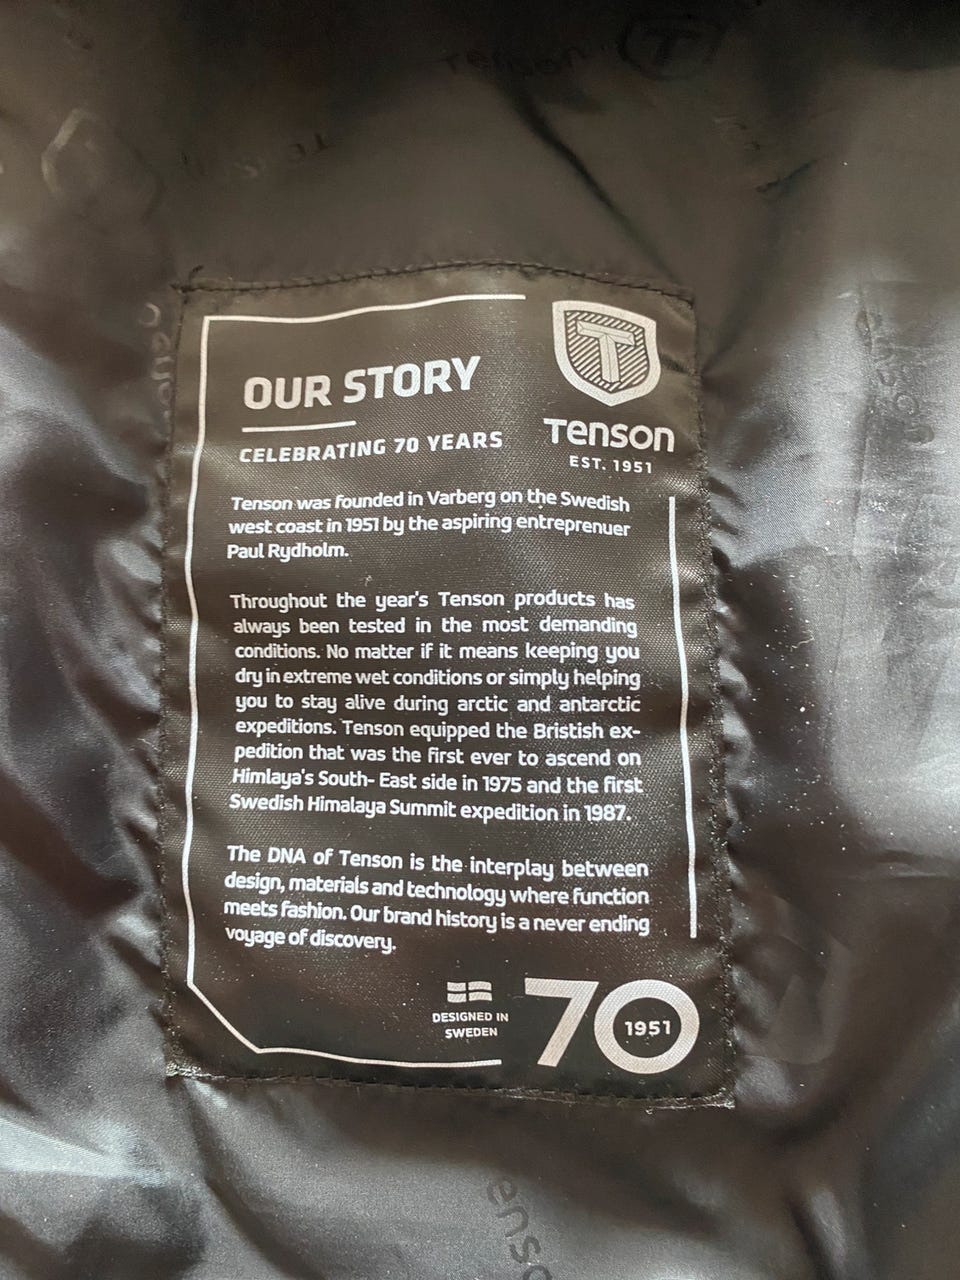 Tenson T
OUR STORY
CELEBRATING 70 YEARS
T
Tenson
EST. 1951
Tenson was founded in Varberg on the Swedish
west coast in 1951 by the aspiring entreprenuer
Paul Rydholm.
Throughout the year's Tenson products has
always been tested in the most demanding
conditions. No matter if it means keeping you
dry in extreme wet conditions or simply helping
you to stay alive during arctic and antarctic
expeditions. Tenson equipped the Bristish ex-
pedition that was the first ever to ascend on
Himlaya's South- East side in 1975 and the first
Swedish Himalaya Summit expedition in 1987.
The DNA of Tenson is the interplay between
design, materials and technology where function
meets fashion. Our brand history is a never ending
voyage of discovery.
DESIGNED IN
SWEDEN
70
1951
enso